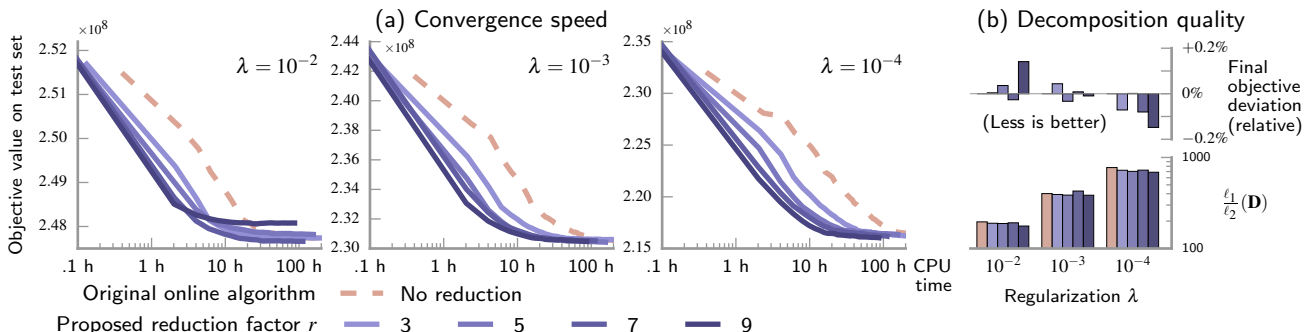 (a) Convergence speed
(b) Decomposition quality
Objective value on test set
×10⁸
2.52
2.51
2.50
2.49
2.48
λ = 10⁻²
.1 h 1 h 10 h 100 h
×10⁸
2.44
2.42
2.40
2.38
2.36
2.34
2.32
2.30
λ = 10⁻³
.1 h 1 h 10 h 100 h
×10⁸
2.35
2.30
2.25
2.20
2.15
λ = 10⁻⁴
.1 h 1 h 10 h 100 h
CPU
time
+0.2%
0%
−0.2%
Final
objective
deviation
(relative)
(Less is better)
1000
100
ℓ₁/ℓ₂(D)
10⁻² 10⁻³ 10⁻⁴
Regularization λ
Original online algorithm No reduction
Proposed reduction factor r 3 5 7 9